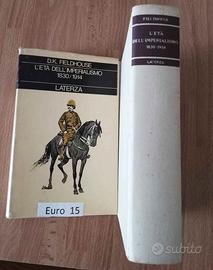 D.K. FIELDHOUSE
L'ETÀ DELL'IMPERIALISMO
1830/1914
LATERZA
Euro 15
FIELDHOUSE
L'ETÀ
DELL'IMPERIALISMO
1830-1914
LATERZA
subito